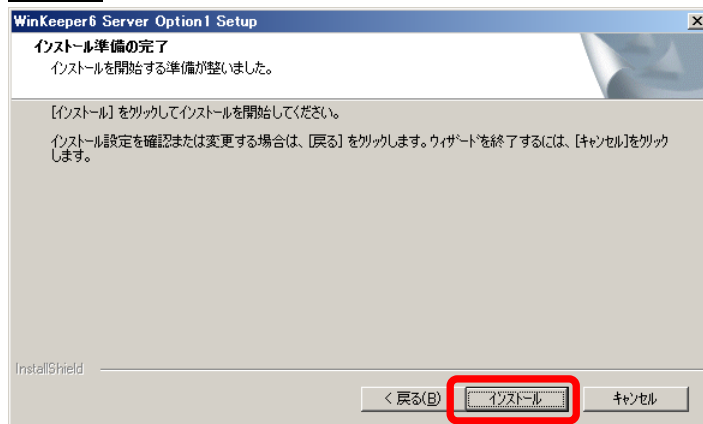 WinKeeper6 Server Option1 Setup
インストール準備の完了
インストールを開始する準備が整いました。
[インストール] をクリックしてインストールを開始してください。
インストール設定を確認または変更する場合は、[戻る] をクリックします。ウィザードを終了するには、[キャンセル]をクリック
します。
InstallShield
< 戻る(B) インストール キャンセル